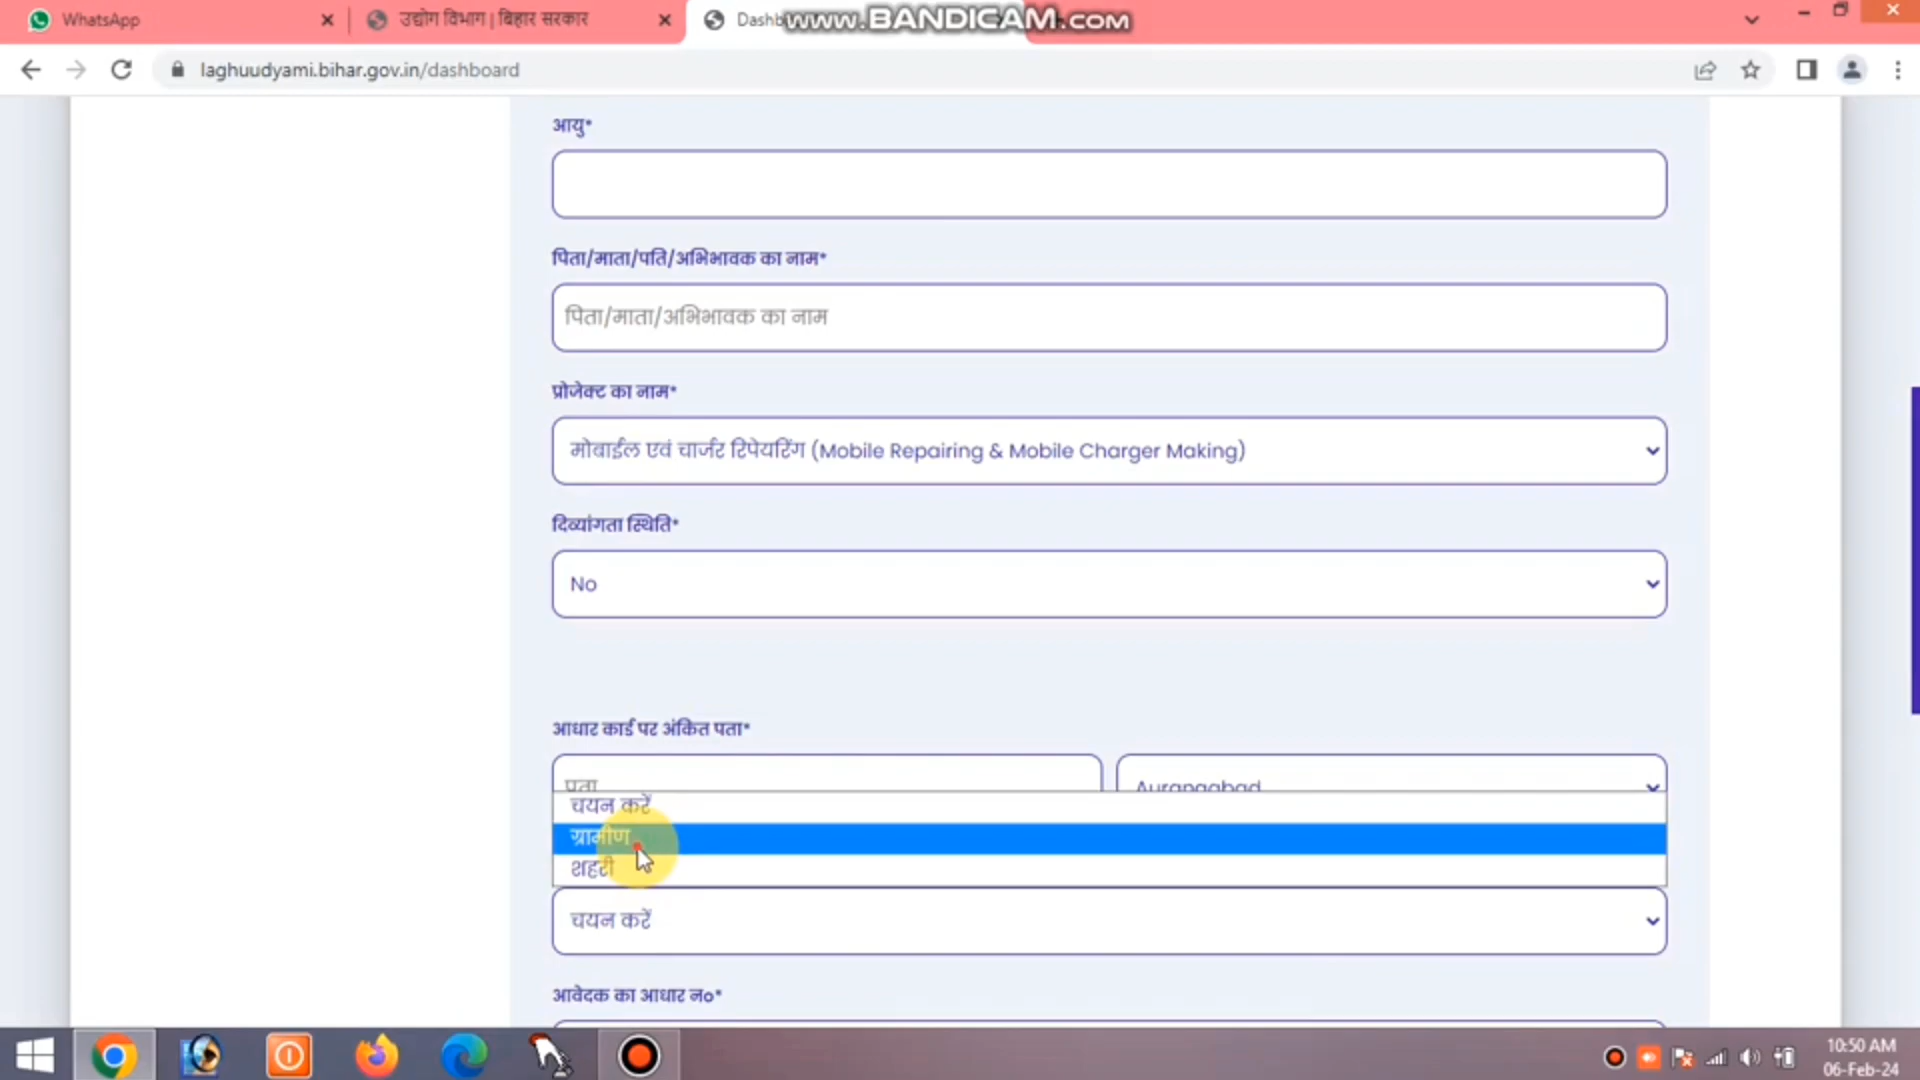 WhatsApp
उद्योग विभाग | बिहार सरकार
Dashb
www.BANDICAM.com
laghuudyami.bihar.gov.in/dashboard
आयु*
पिता/माता/पति/अभिभावक का नाम*
पिता/माता/अभिभावक का नाम
प्रोजेक्ट का नाम*
मोबाईल एवं चार्जर रिपेयरिंग (Mobile Repairing & Mobile Charger Making)
दिव्यांगता स्थिति*
No
आधार कार्ड पर अंकित पता*
पता
Aurangabad
चयन करें
ग्रामीण
शहरी
चयन करें
आवेदक का आधार न०*
10:50 AM
06-Feb-24